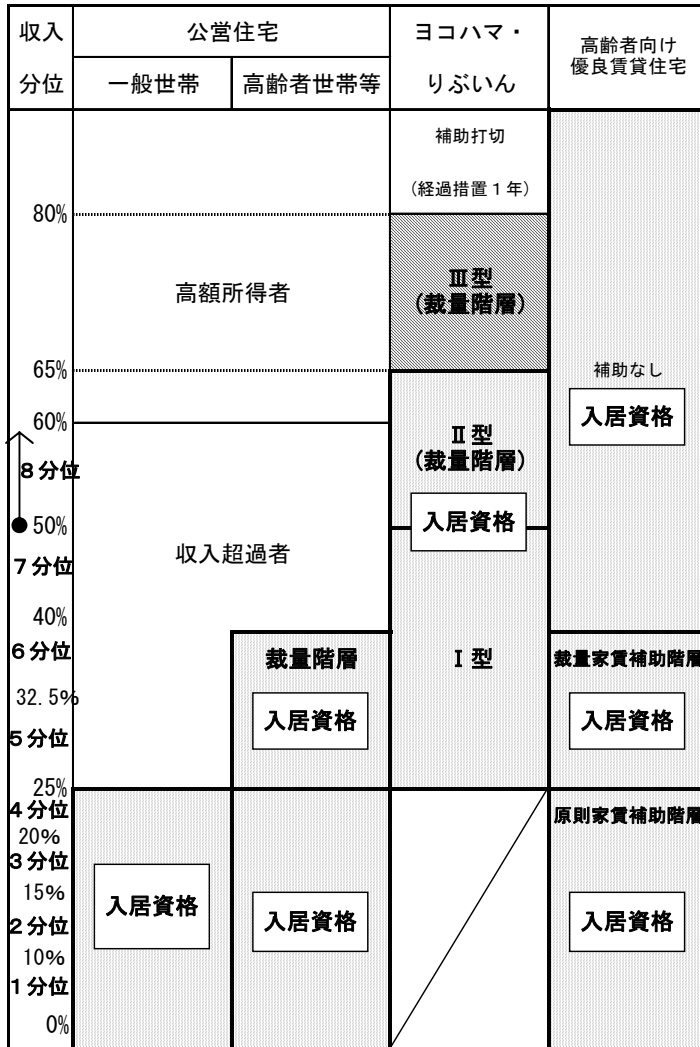 収入
分位
公営住宅
一般世帯
高齢者世帯等
ヨコハマ・
りぶいん
高齢者向け
優良賃貸住宅
補助打切
(経過措置1年)
80%
高額所得者
Ⅲ型
(裁量階層)
65%
補助なし
入居資格
60%
Ⅱ型
(裁量階層)
8分位
入居資格
50%
収入超過者
7分位
40%
6分位
裁量階層
Ⅰ型
裁量家賃補助階層
32.5%
入居資格
入居資格
5分位
25%
4分位
原則家賃補助階層
20%
3分位
15%
入居資格
入居資格
入居資格
2分位
10%
1分位
0%